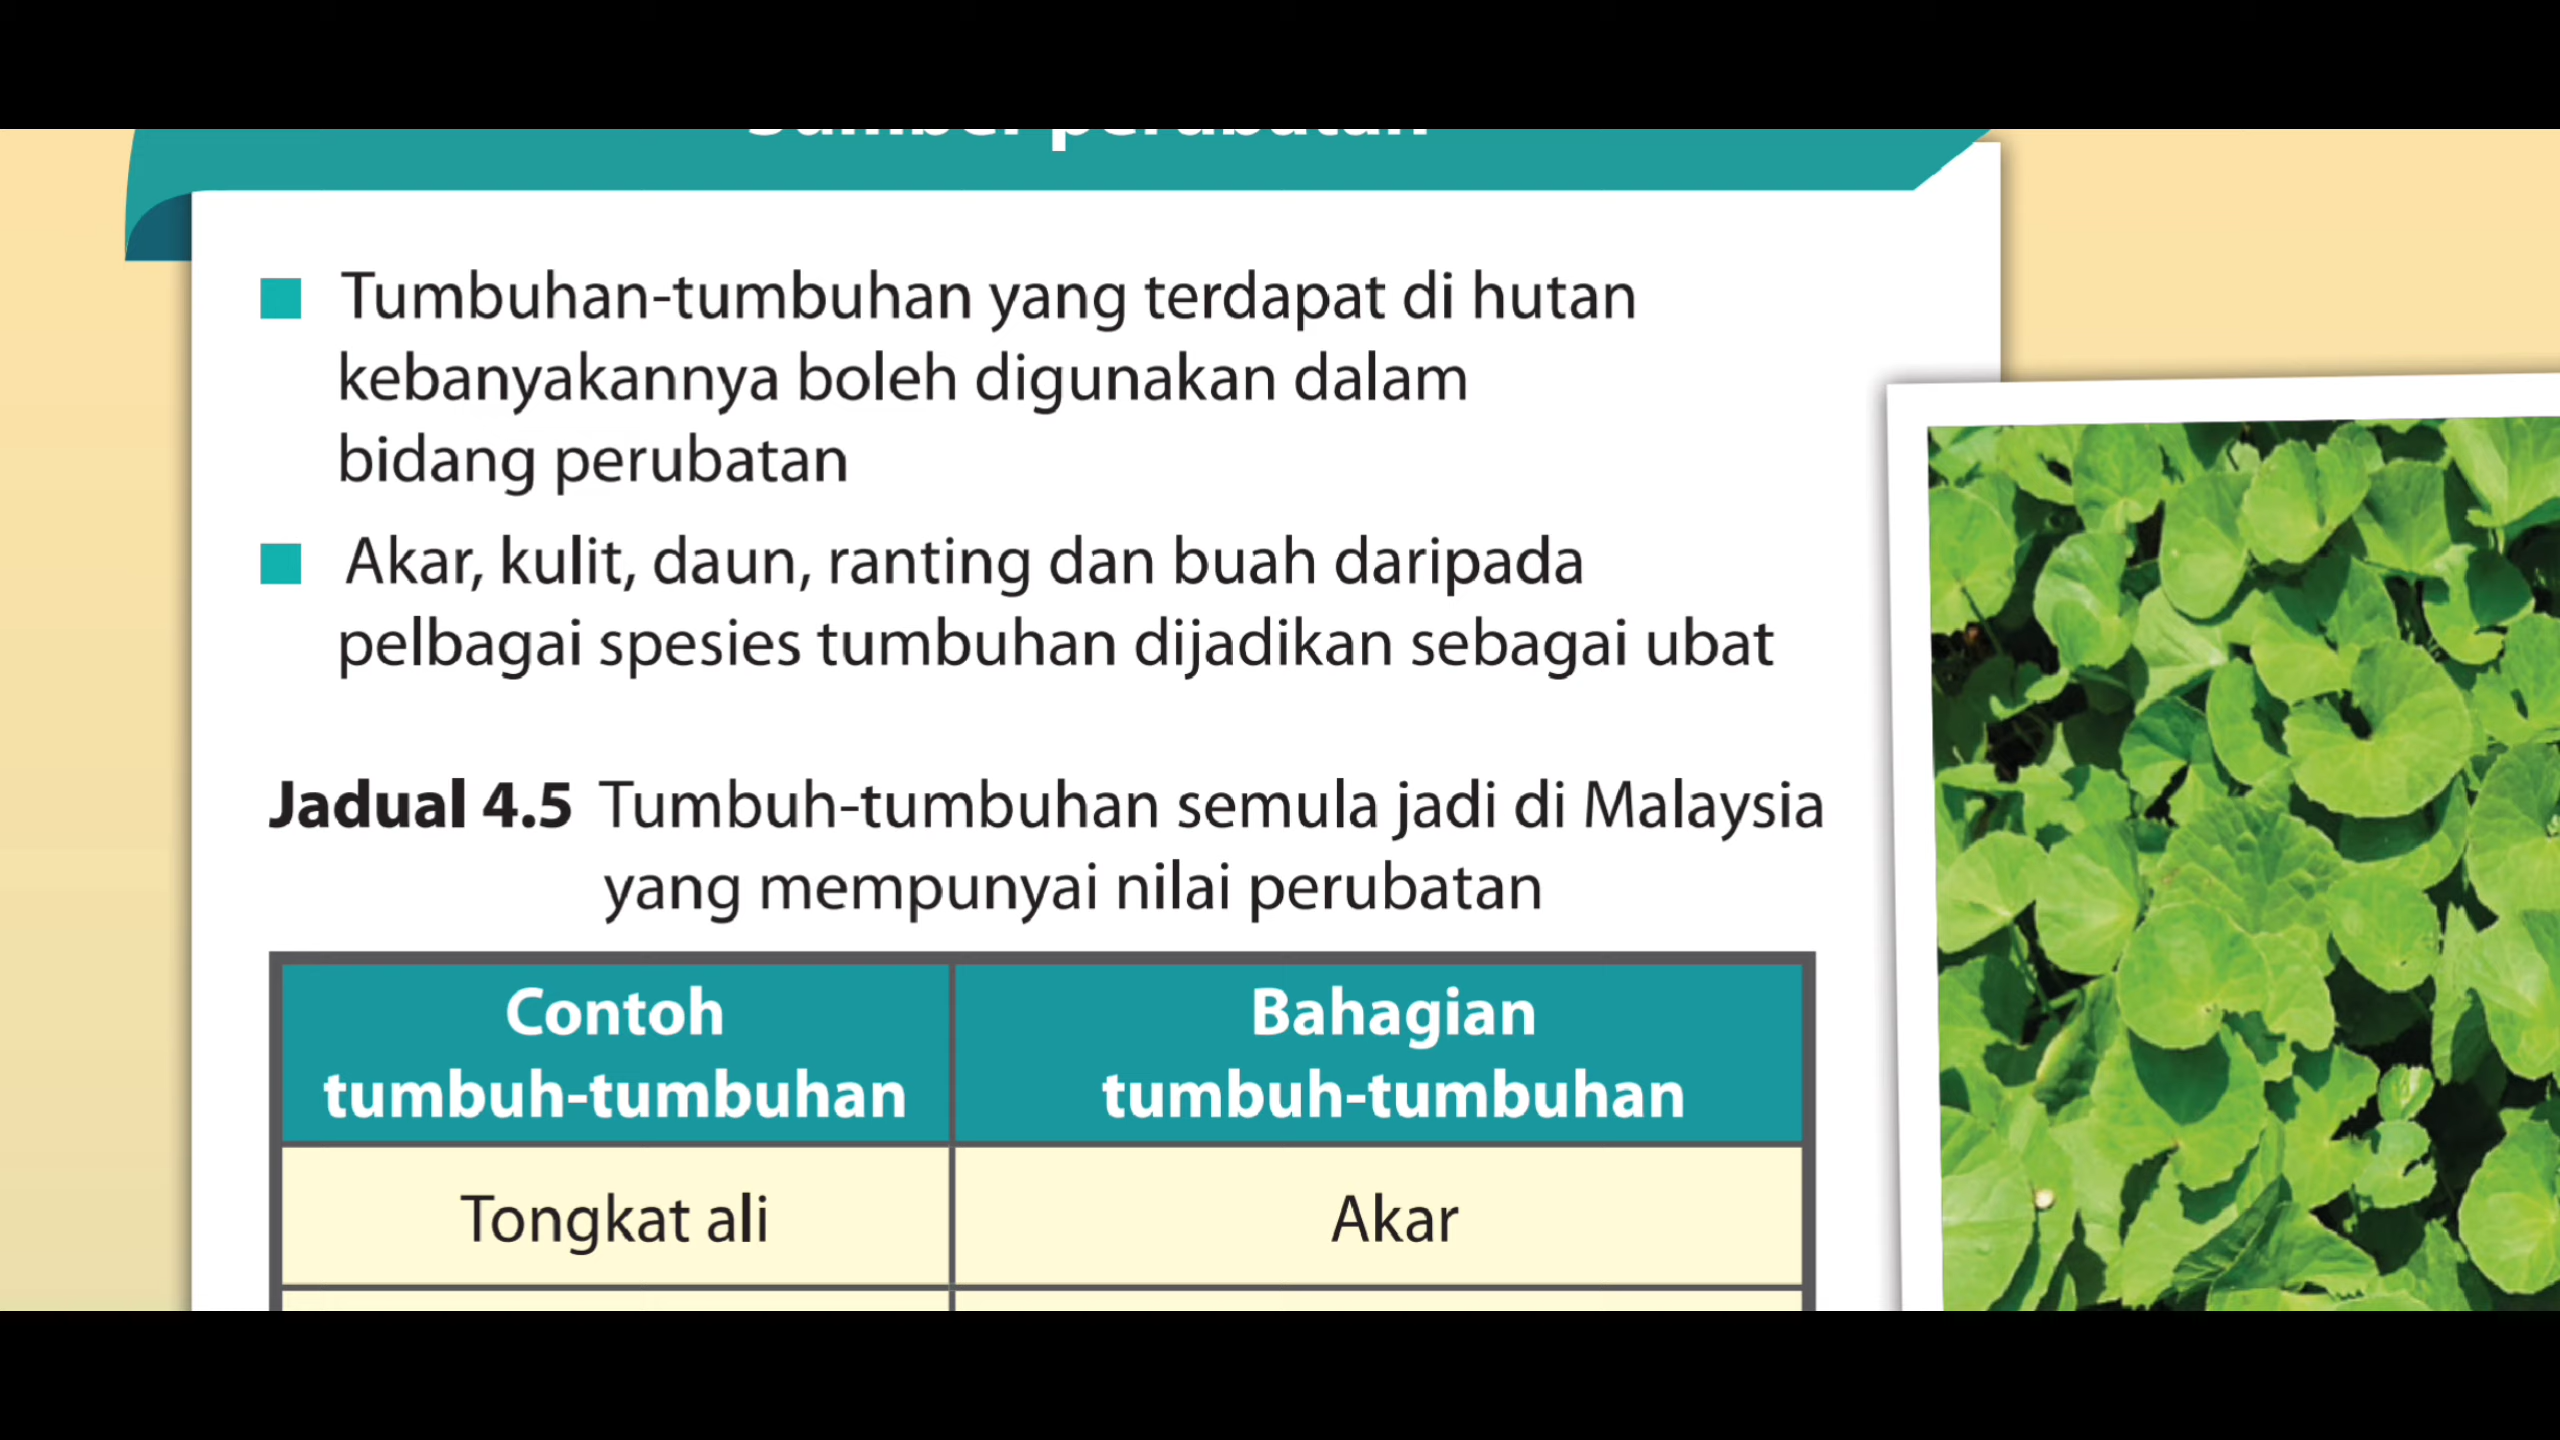 Sumber perubatan
Tumbuhan-tumbuhan yang terdapat di hutan
kebanyakannya boleh digunakan dalam
bidang perubatan
Akar, kulit, daun, ranting dan buah daripada
pelbagai spesies tumbuhan dijadikan sebagai ubat
Jadual 4.5 Tumbuh-tumbuhan semula jadi di Malaysia
yang mempunyai nilai perubatan
Contoh
tumbuh-tumbuhan
Bahagian
tumbuh-tumbuhan
Tongkat ali
Akar